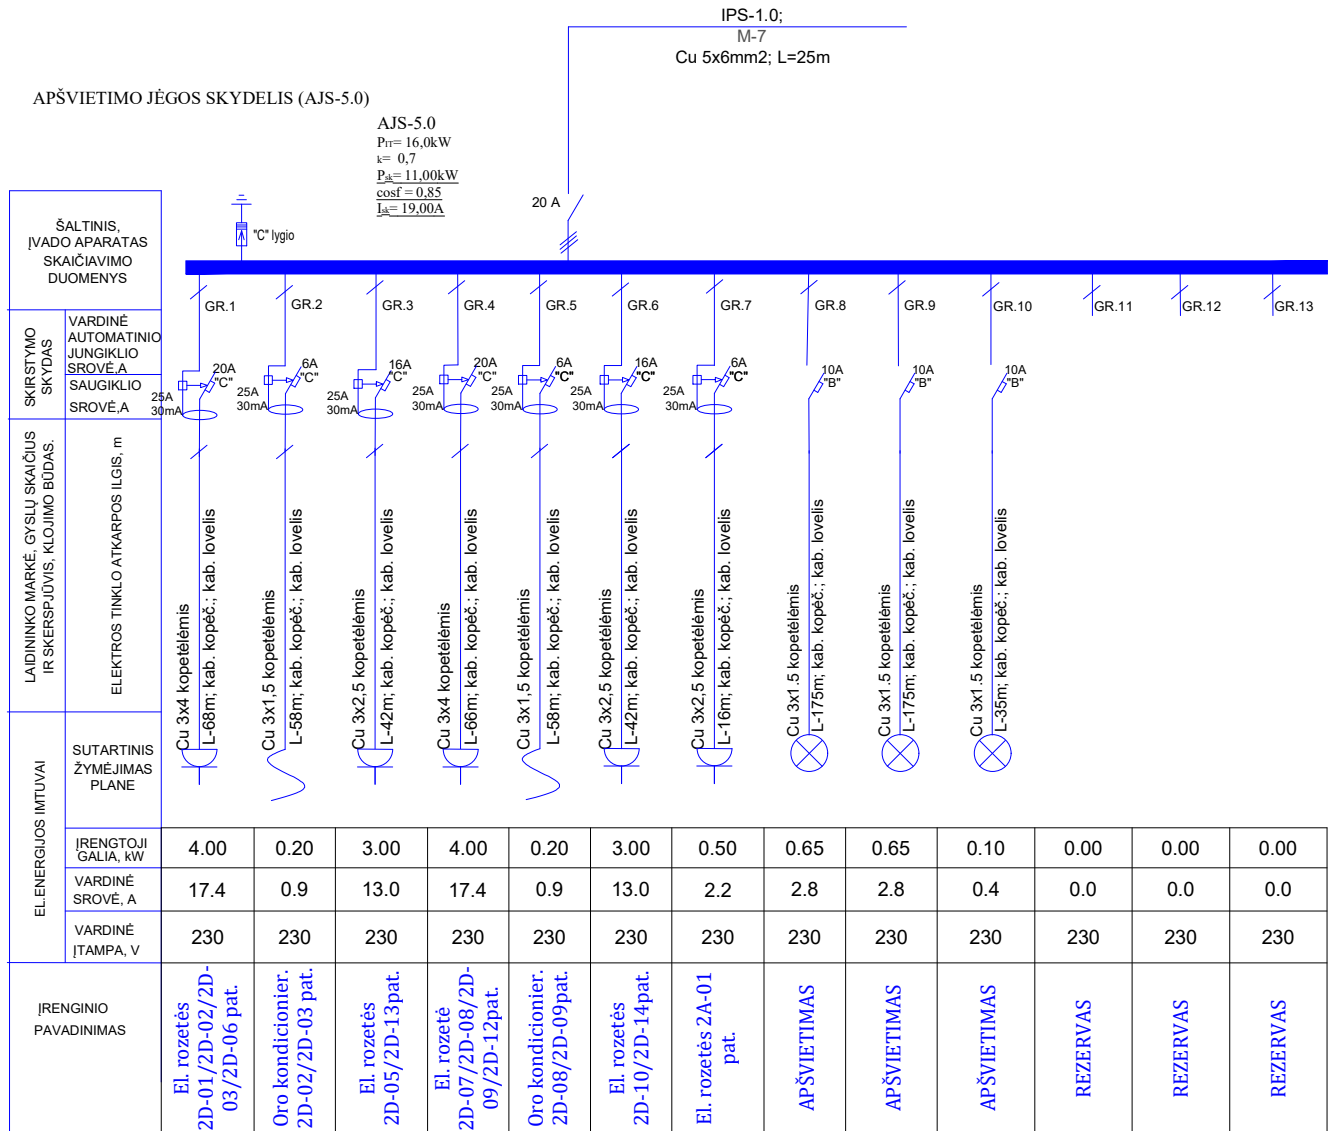 IPS-1.0;
M-7
Cu 5x6mm2; L=25m
APŠVIETIMO JĖGOS SKYDELIS (AJS-5.0)
AJS-5.0
PIT= 16,0kW
k= 0,7
Psk= 11,00kW
cosf = 0,85
Isk= 19,00A
20 A
"C" lygio
ŠALTINIS,
ĮVADO APARATAS
SKAIČIAVIMO
DUOMENYS
GR.1
GR.2
GR.3
GR.4
GR.5
GR.6
GR.7
GR.8
GR.9
GR.10
GR.11
GR.12
GR.13
SKIRSTYMO
SKYDAS
VARDINĖ
AUTOMATINIO
JUNGIKLIO
SROVĖ,A
SAUGIKLIO
SROVĖ,A
20A
"C"
25A
30mA
6A
"C"
25A
30mA
16A
"C"
25A
30mA
20A
"C"
25A
30mA
6A
"C"
25A
30mA
16A
"C"
25A
30mA
6A
"C"
25A
30mA
10A
"B"
10A
"B"
10A
"B"
LAIDININKO MARKĖ, GYSLŲ SKAIČIUS
IR SKERSPJŪVIS, KLOJIMO BŪDAS.
ELEKTROS TINKLO ATKARPOS ILGIS, m
Cu 3x4 kopetėlėmis
L-68m; kab. kopėč.; kab. lovelis
Cu 3x1,5 kopetėlėmis
L-58m; kab. kopėč.; kab. lovelis
Cu 3x2,5 kopetėlėmis
L-42m; kab. kopėč.; kab. lovelis
Cu 3x4 kopetėlėmis
L-66m; kab. kopėč.; kab. lovelis
Cu 3x1,5 kopetėlėmis
L-58m; kab. kopėč.; kab. lovelis
Cu 3x2,5 kopetėlėmis
L-42m; kab. kopėč.; kab. lovelis
Cu 3x2,5 kopetėlėmis
L-16m; kab. kopėč.; kab. lovelis
Cu 3x1.5 kopetėlėmis
L-175m; kab. kopėč.; kab. lovelis
Cu 3x1.5 kopetėlėmis
L-175m; kab. kopėč.; kab. lovelis
Cu 3x1.5 kopetėlėmis
L-35m; kab. kopėč.; kab. lovelis
EL.ENERGIJOS IMTUVAI
SUTARTINIS
ŽYMĖJIMAS
PLANE
ĮRENGTOJI
GALIA, kW
4.00 0.20 3.00 4.00 0.20 3.00 0.50 0.65 0.65 0.10 0.00 0.00 0.00
VARDINĖ
SROVĖ, A
17.4 0.9 13.0 17.4 0.9 13.0 2.2 2.8 2.8 0.4 0.0 0.0 0.0
VARDINĖ
ĮTAMPA, V
230 230 230 230 230 230 230 230 230 230 230 230 230
ĮRENGINIO
PAVADINIMAS
El. rozetės
2D-01/2D-02/2D-
03/2D-06 pat.
Oro kondicionier.
2D-02/2D-03 pat.
El. rozetės
2D-05/2D-13pat.
El. rozetė
2D-07/2D-08/2D-
09/2D-12pat.
Oro kondicionier.
2D-08/2D-09pat.
El. rozetės
2D-10/2D-14pat.
El. rozetės 2A-01
pat.
APŠVIETIMAS
APŠVIETIMAS
APŠVIETIMAS
REZERVAS
REZERVAS
REZERVAS